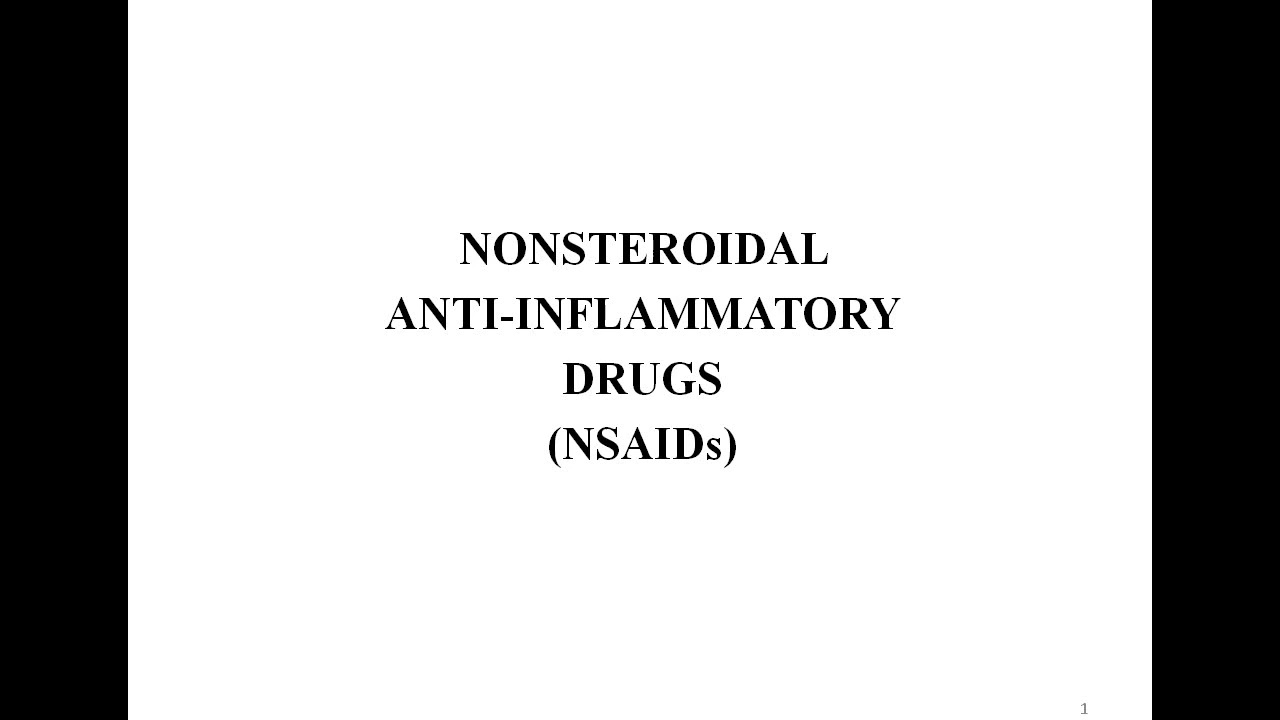 NONSTEROIDAL
ANTI-INFLAMMATORY
DRUGS
(NSAIDs)
1